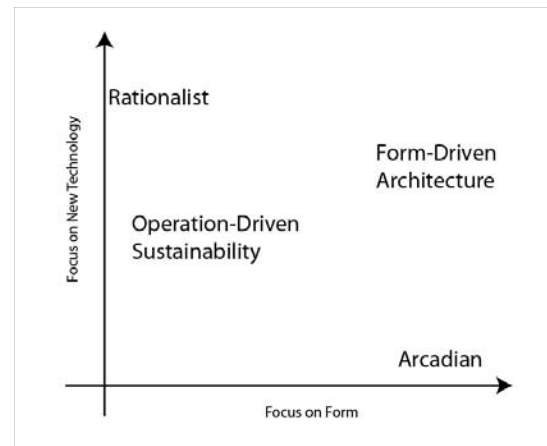 Rationalist
Focus on New Technology
Form-Driven
Architecture
Operation-Driven
Sustainability
Arcadian
Focus on Form